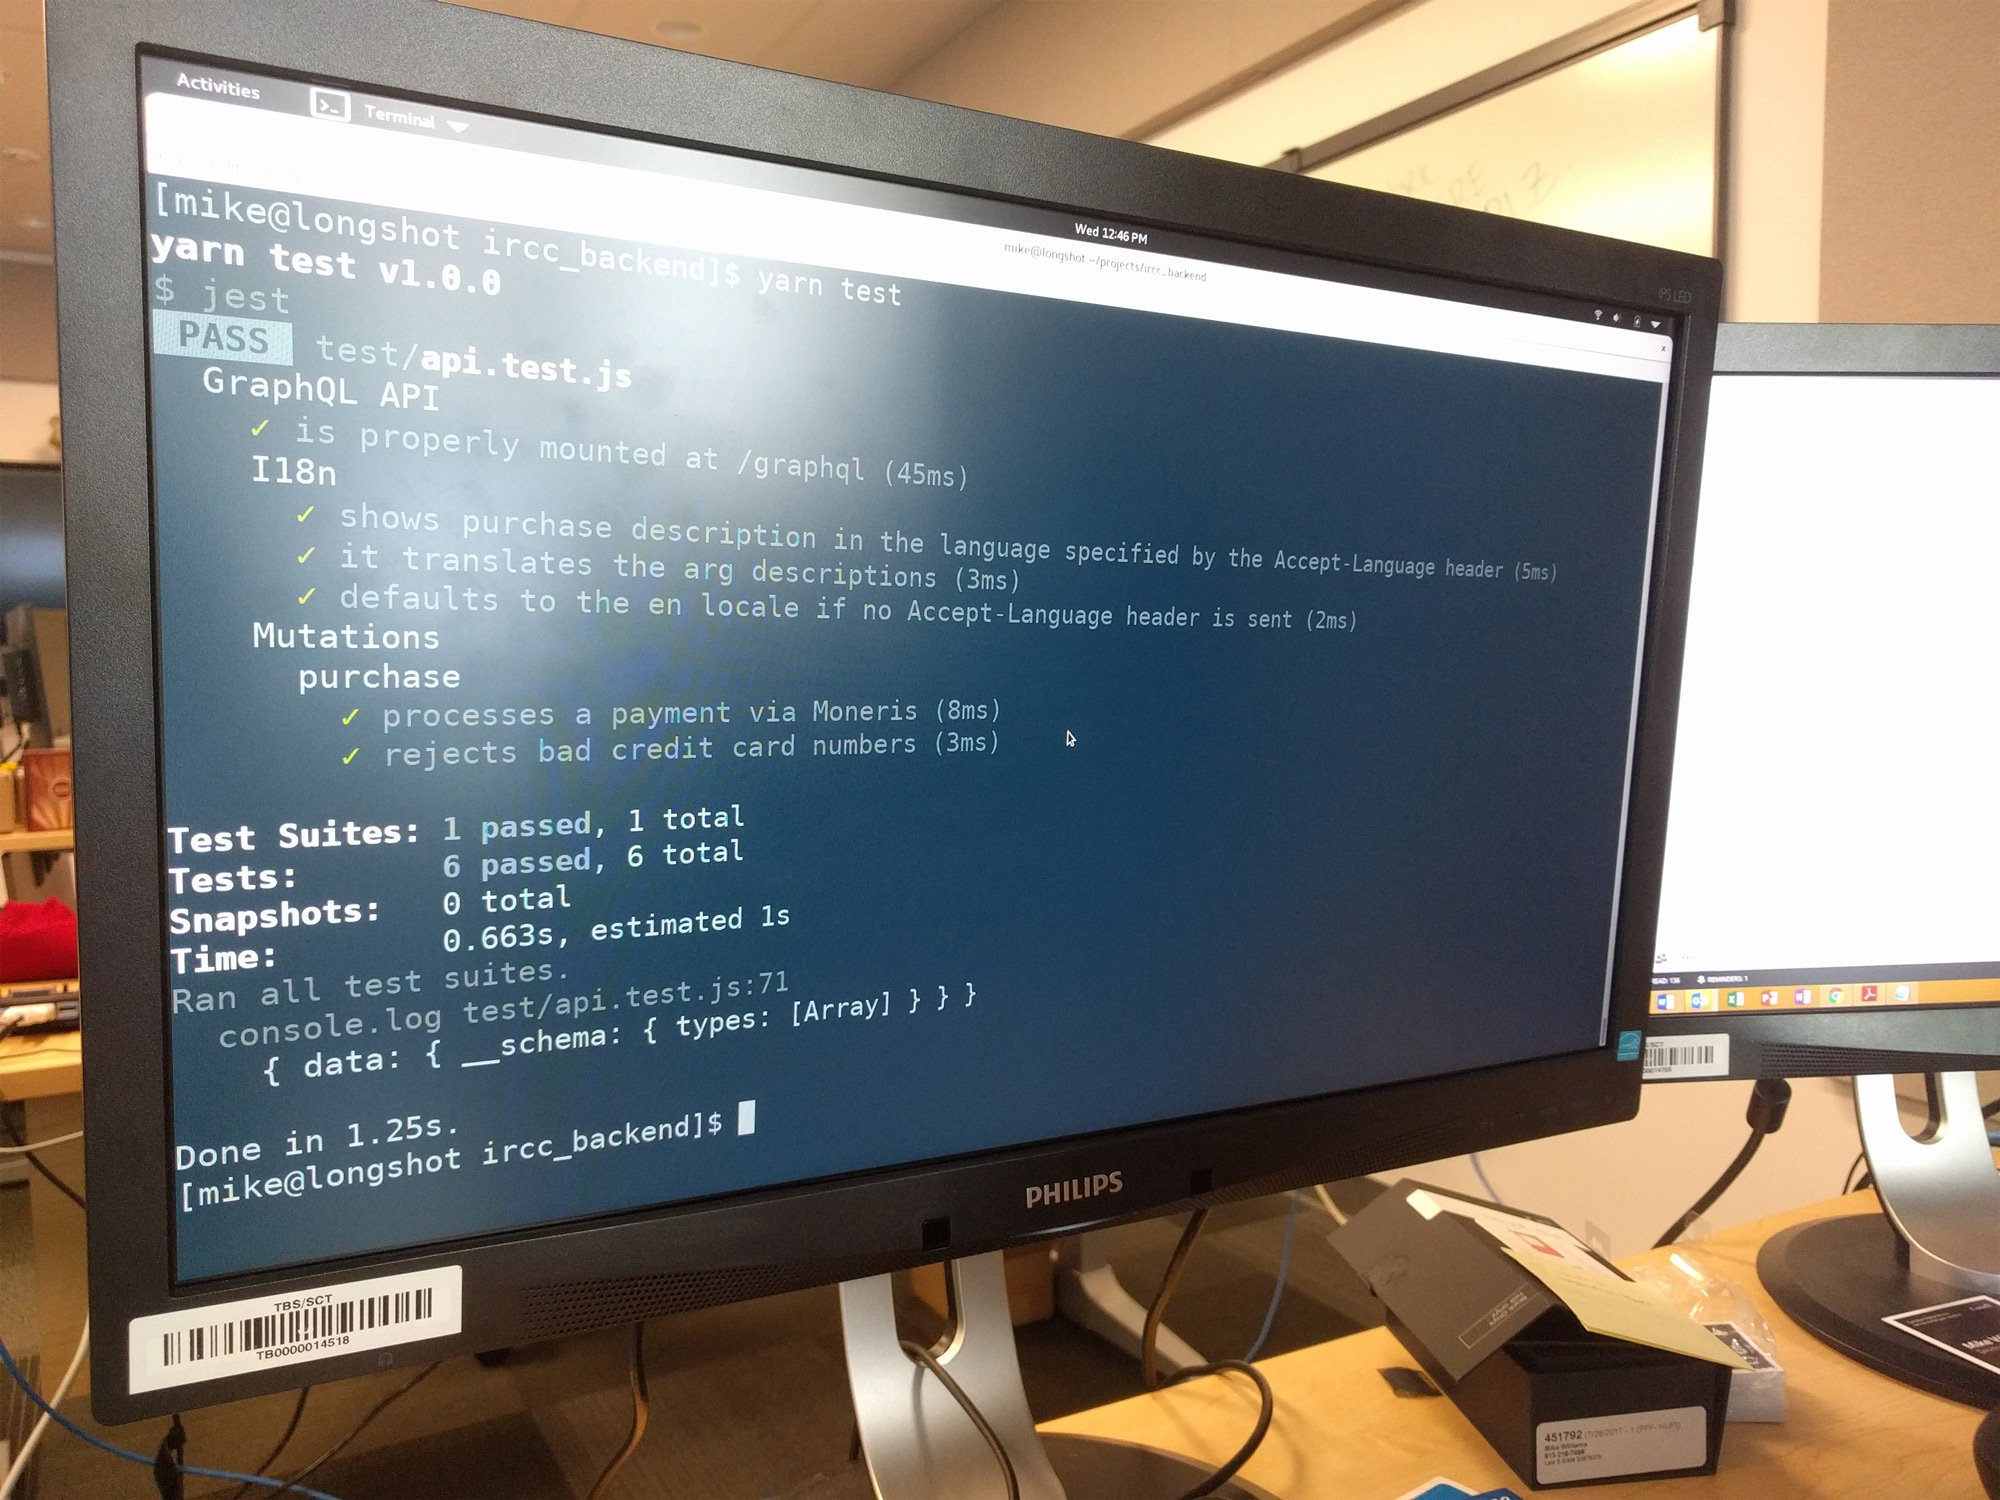 Activities
Terminal
Wed 12:46 PM
mike@longshot:~/projects/ircc_backend
[mike@longshot ircc_backend]$ yarn test
yarn test v1.0.0
$ jest
PASS test/api.test.js
GraphQL API
✓ is properly mounted at /graphql (45ms)
I18n
✓ shows purchase description in the language specified by the Accept-Language header (5ms)
✓ it translates the arg descriptions (3ms)
✓ defaults to the en locale if no Accept-Language header is sent (2ms)
Mutations
purchase
✓ processes a payment via Moneris (8ms)
✓ rejects bad credit card numbers (3ms)
Test Suites: 1 passed, 1 total
Tests: 6 passed, 6 total
Snapshots: 0 total
Time: 0.663s, estimated 1s
Ran all test suites.
console.log test/api.test.js:71
{ data: { __schema: { types: [Array] } } }
Done in 1.25s.
[mike@longshot ircc_backend]$
IPS LED
PHILIPS
TBS/SCT
TB0000014518
REMINDERS: 1
451792
Mike Williams